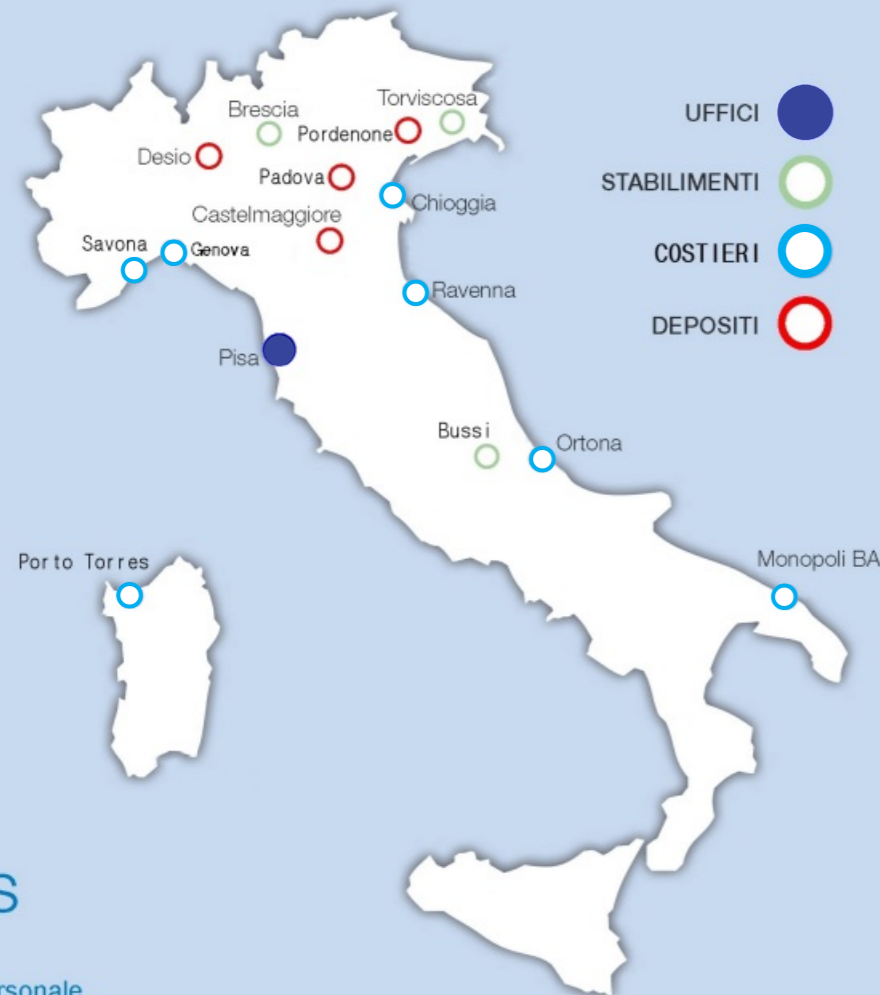 Torviscosa
Brescia
Pordenone
Desio
Padova
Chioggia
Castelmaggiore
Savona
Genova
Ravenna
Pisa
Bussi
Ortona
Porto Torres
Monopoli BA
UFFICI
STABILIMENTI
COSTIERI
DEPOSITI
S
rsonale